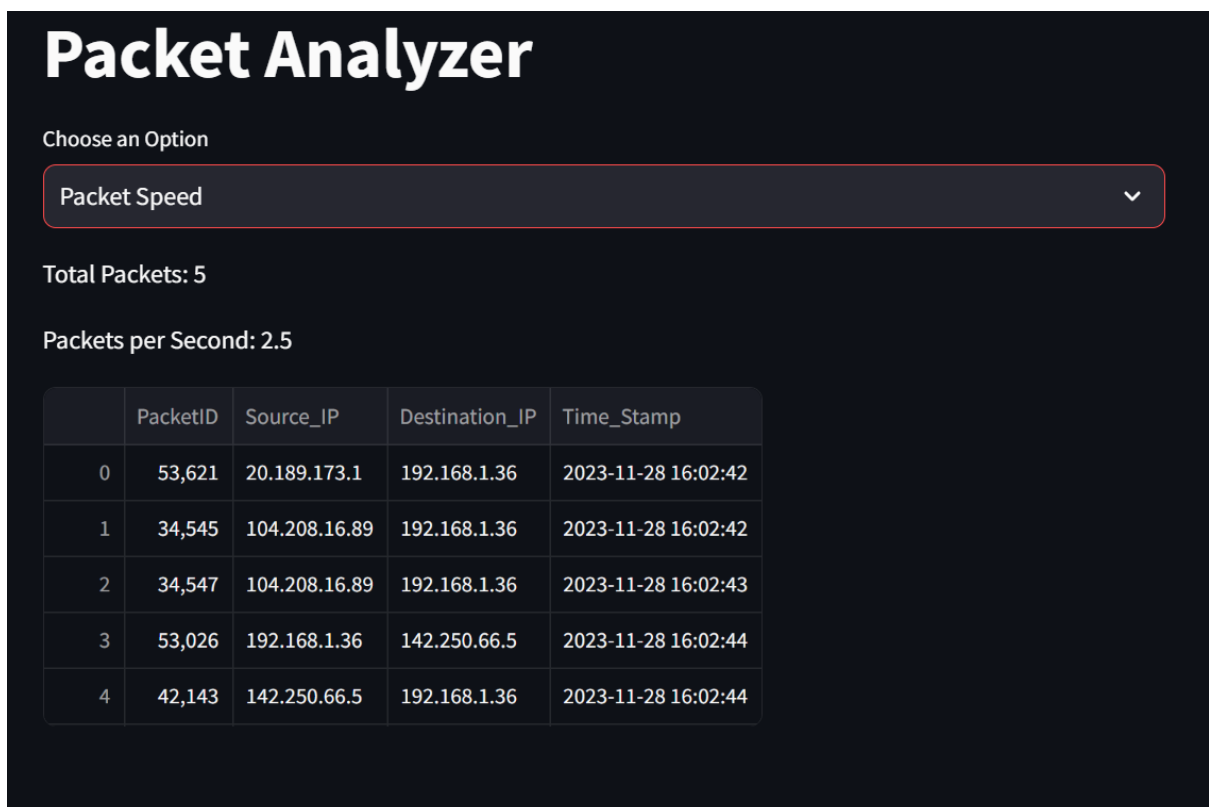 Packet Analyzer
Choose an Option
Packet Speed
Total Packets: 5
Packets per Second: 2.5
PacketID Source_IP Destination_IP Time_Stamp
0 53,621 20.189.173.1 192.168.1.36 2023-11-28 16:02:42
1 34,545 104.208.16.89 192.168.1.36 2023-11-28 16:02:42
2 34,547 104.208.16.89 192.168.1.36 2023-11-28 16:02:43
3 53,026 192.168.1.36 142.250.66.5 2023-11-28 16:02:44
4 42,143 142.250.66.5 192.168.1.36 2023-11-28 16:02:44